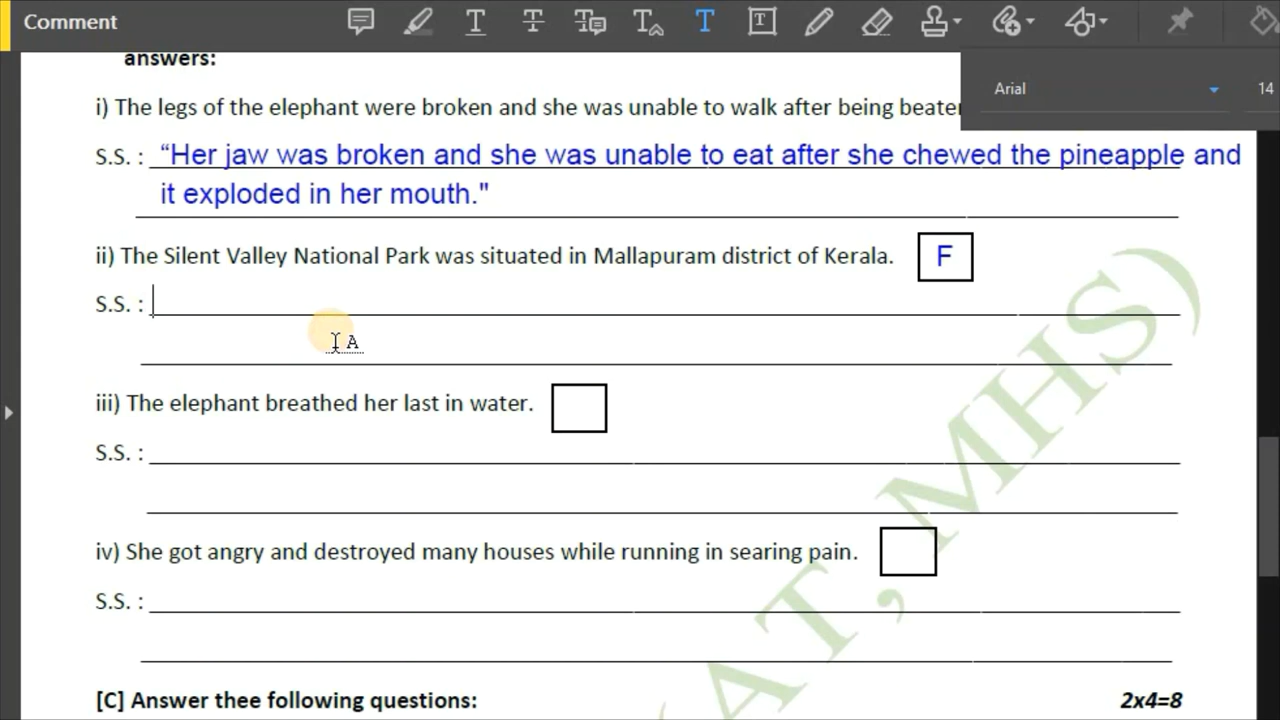 Comment
Arial
14
answers:
i) The legs of the elephant were broken and she was unable to walk after being beaten
S.S. : “Her jaw was broken and she was unable to eat after she chewed the pineapple and
it exploded in her mouth."
ii) The Silent Valley National Park was situated in Mallapuram district of Kerala. F
S.S. :
iii) The elephant breathed her last in water.
S.S. :
iv) She got angry and destroyed many houses while running in searing pain.
S.S. :
[C] Answer thee following questions: 2x4=8
AT, MHS)